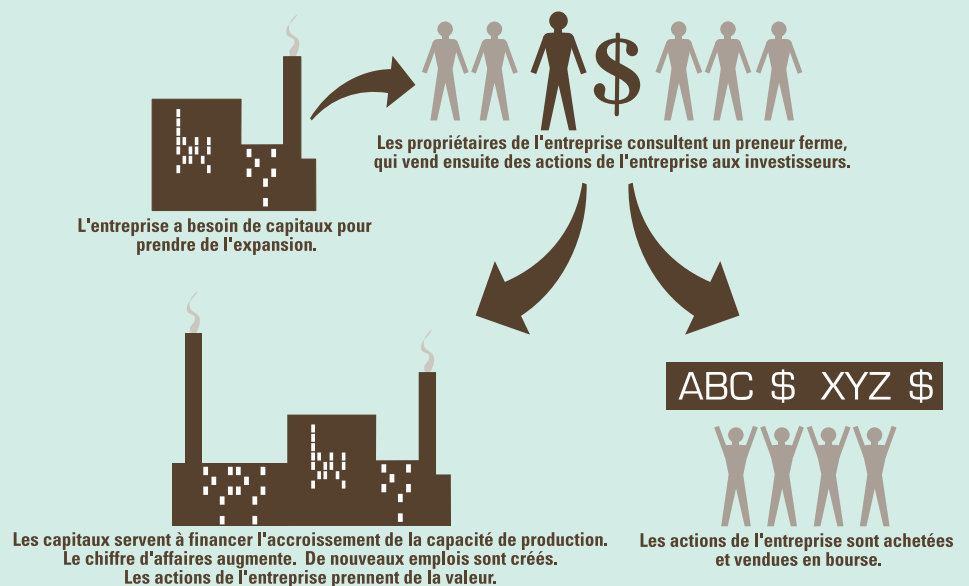 $
Les propriétaires de l'entreprise consultent un preneur ferme,
qui vend ensuite des actions de l'entreprise aux investisseurs.
L'entreprise a besoin de capitaux pour
prendre de l'expansion.
ABC $ XYZ $
Les capitaux servent à financer l'accroissement de la capacité de production.
Le chiffre d'affaires augmente. De nouveaux emplois sont créés.
Les actions de l'entreprise prennent de la valeur.
Les actions de l'entreprise sont achetées
et vendues en bourse.